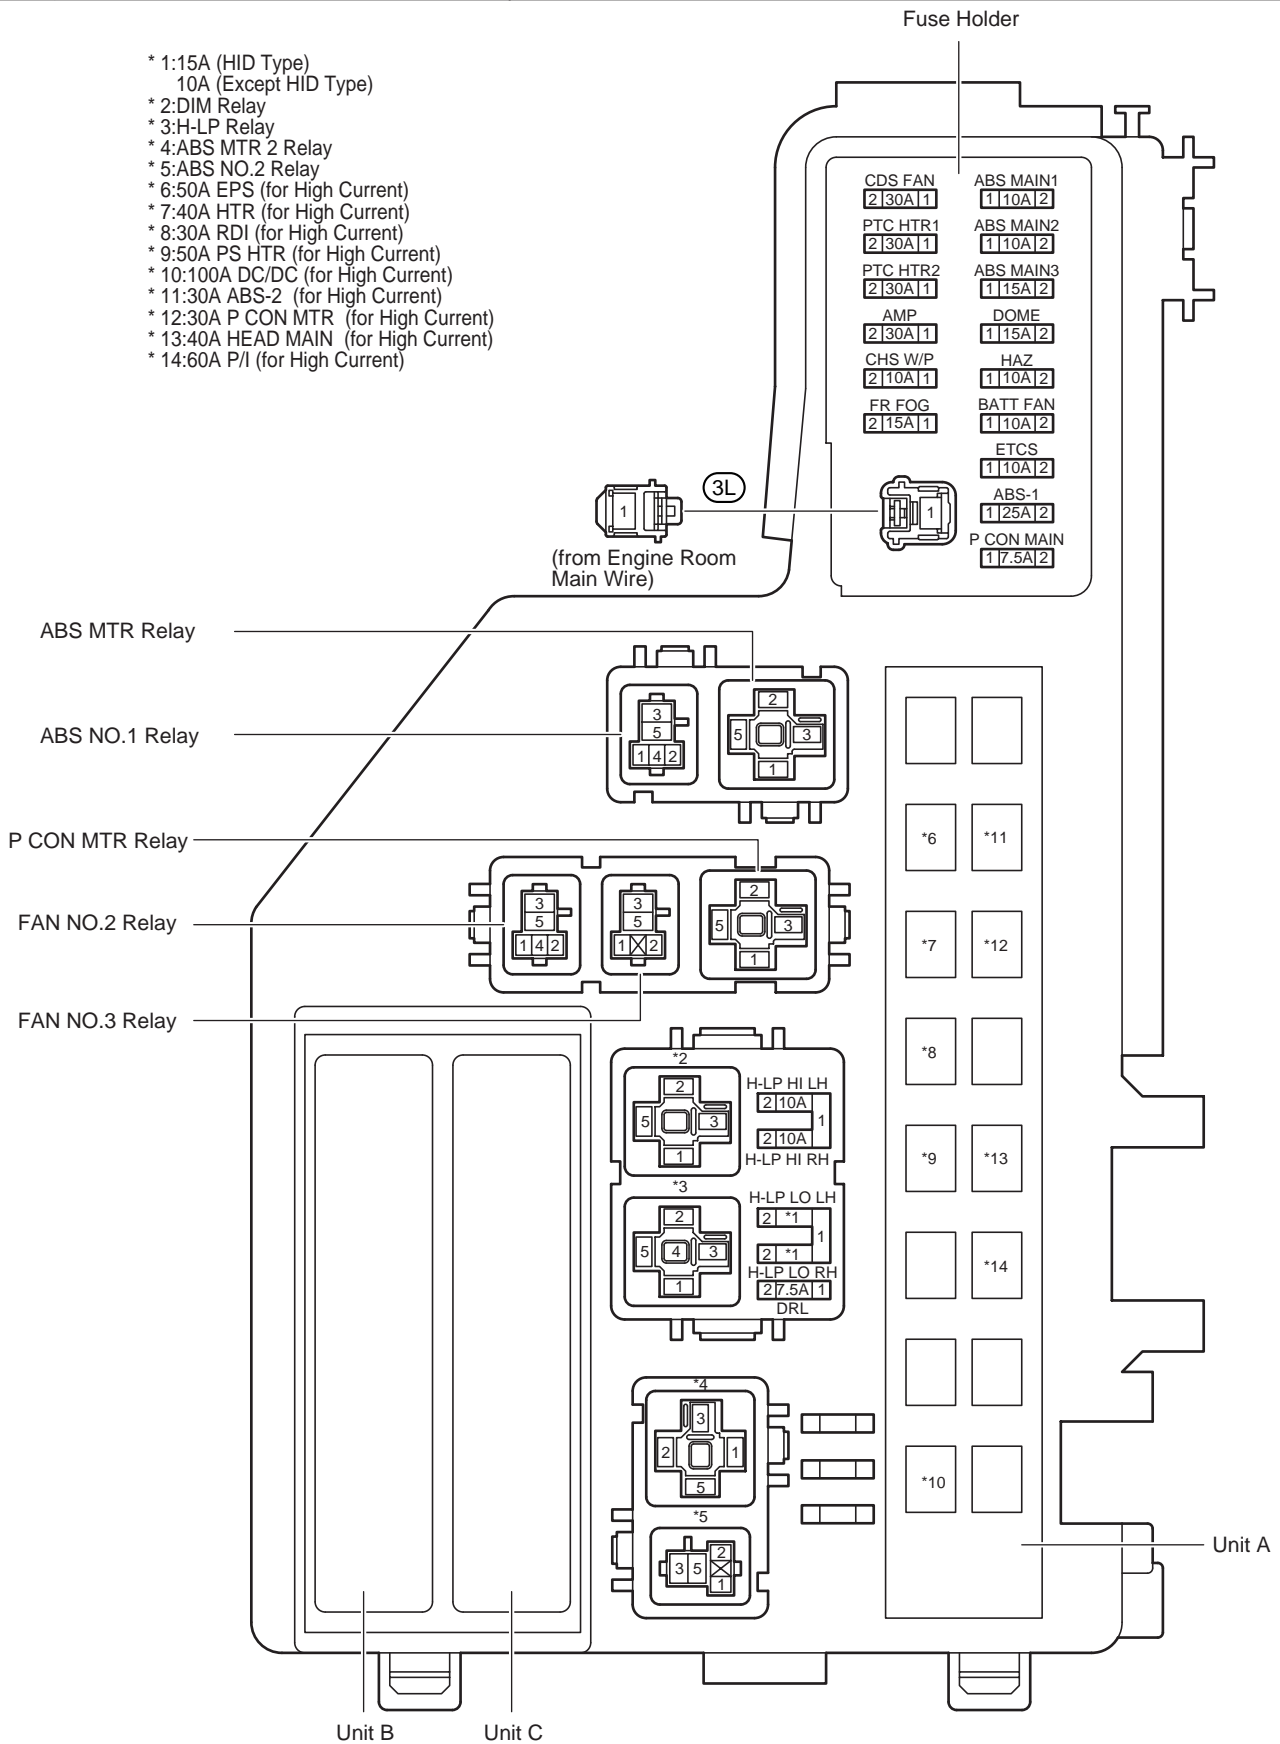 Fuse Holder
* 1:15A (HID Type)
10A (Except HID Type)
* 2:DIM Relay
* 3:H-LP Relay
* 4:ABS MTR 2 Relay
* 5:ABS NO.2 Relay
* 6:50A EPS (for High Current)
* 7:40A HTR (for High Current)
* 8:30A RDI (for High Current)
* 9:50A PS HTR (for High Current)
* 10:100A DC/DC (for High Current)
* 11:30A ABS-2 (for High Current)
* 12:30A P CON MTR (for High Current)
* 13:40A HEAD MAIN (for High Current)
* 14:60A P/I (for High Current)
CDS FAN
2 30A 1
PTC HTR1
2 30A 1
PTC HTR2
2 30A 1
AMP
2 30A 1
CHS W/P
2 10A 1
FR FOG
2 15A 1
ABS MAIN1
1 10A 2
ABS MAIN2
1 10A 2
ABS MAIN3
1 15A 2
DOME
1 15A 2
HAZ
1 10A 2
BATT FAN
1 10A 2
ETCS
1 10A 2
ABS-1
1 25A 2
P CON MAIN
1 7.5A 2
3L
1
1
(from Engine Room
Main Wire)
ABS MTR Relay
ABS NO.1 Relay
3
5
1 4 2
2
5 3
1
P CON MTR Relay
FAN NO.2 Relay
FAN NO.3 Relay
3
5
1 4 2
3
5
1 2
2
5 3
1
*2
2
5 3
1
H-LP HI LH
2 10A
1
2 10A
H-LP HI RH
*3
2
5 4 3
1
H-LP LO LH
2 *1
1
2 *1
H-LP LO RH
2 7.5A 1
DRL
*4
3
2 1
5
*5
2
3 5
1
*6 *11
*7 *12
*8
*9 *13
*14
*10
Unit A
Unit B
Unit C